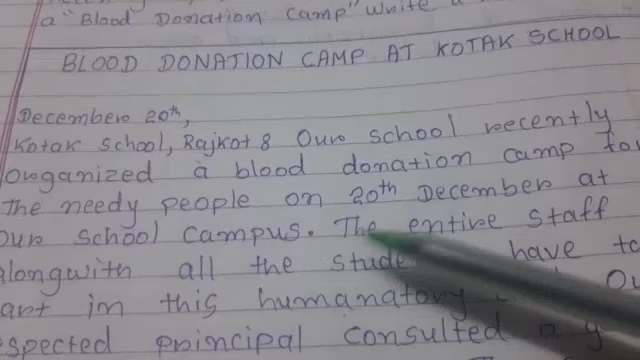 a "Blood Donation Camp" write
BLOOD DONATION CAMP AT KOTAK SCHOOL
December 20th,
Kotak School, Rajkot 8 Our school recently
organized a blood donation camp for
the needy people on 20th December at
our school campus. The entire staff
alongwith all the stude have to
art in this humanatory Ou
espected principal consulted a